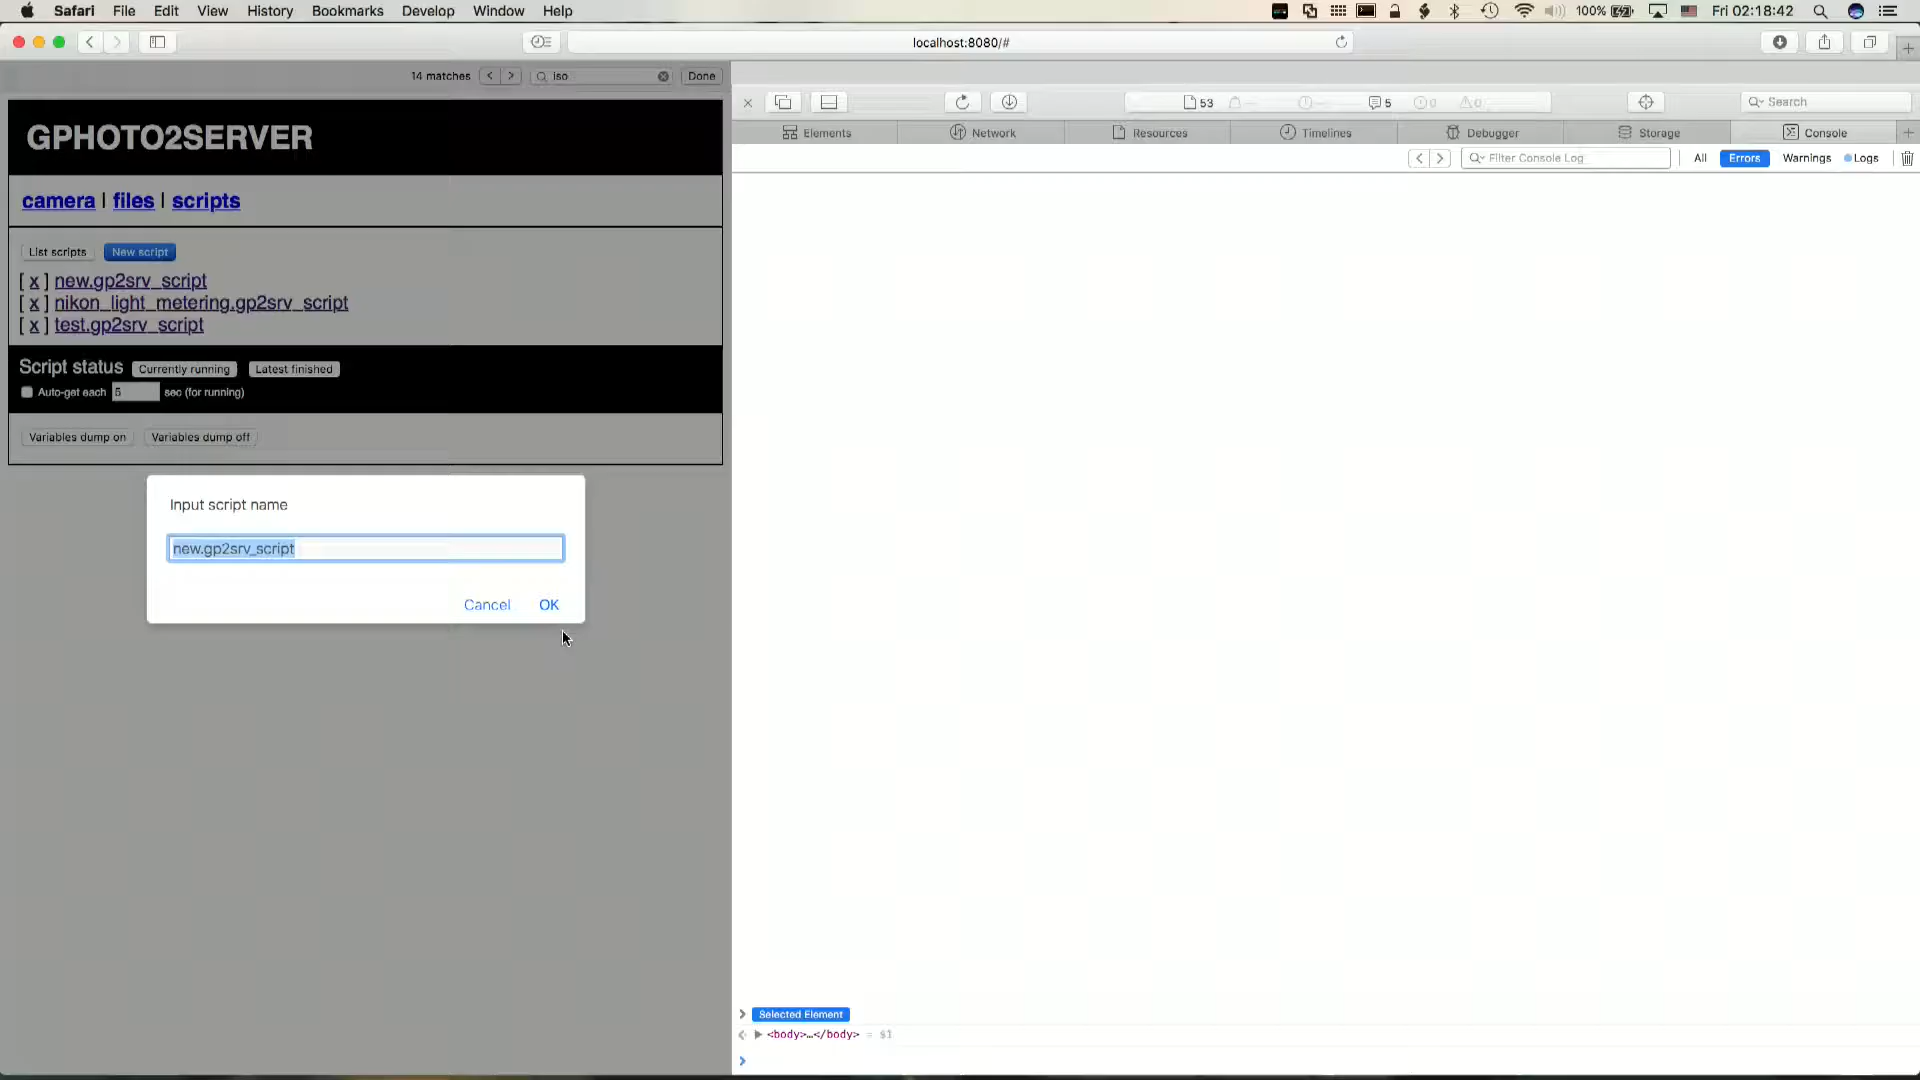 Safari File Edit View History Bookmarks Develop Window Help 100% Fri 02:18:42
localhost:8080/#
14 matches iso Done
GPHOTO2SERVER
camera | files | scripts
List scripts New script
[ x ] new.gp2srv_script
[ x ] nikon_light_metering.gp2srv_script
[ x ] test.gp2srv_script
Script status Currently running Latest finished
Auto-get each 5 sec (for running)
Variables dump on Variables dump off
Input script name
new.gp2srv_script
Cancel OK
53 — — 5 0 0 Search
Elements Network Resources Timelines Debugger Storage Console
Filter Console Log All Errors Warnings Logs
Selected Element
<body>…</body> = $1